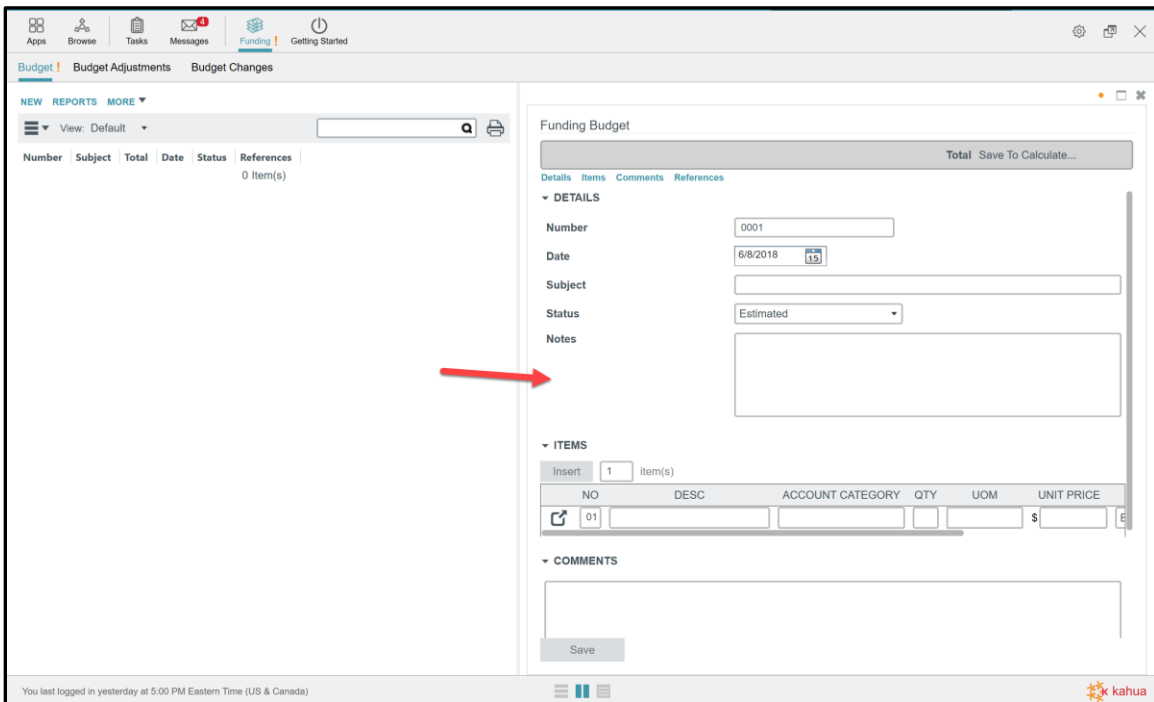 Apps Browse Tasks Messages 4 Funding ! Getting Started
Budget ! Budget Adjustments Budget Changes
NEW REPORTS MORE
View: Default
Number Subject Total Date Status References
0 Item(s)
Funding Budget
Total Save To Calculate...
Details Items Comments References
DETAILS
Number 0001
Date 6/8/2018 15
Subject
Status Estimated
Notes
ITEMS
Insert 1 item(s)
NO DESC ACCOUNT CATEGORY QTY UOM UNIT PRICE
01 $
COMMENTS
Save
You last logged in yesterday at 5:00 PM Eastern Time (US & Canada)
kahua